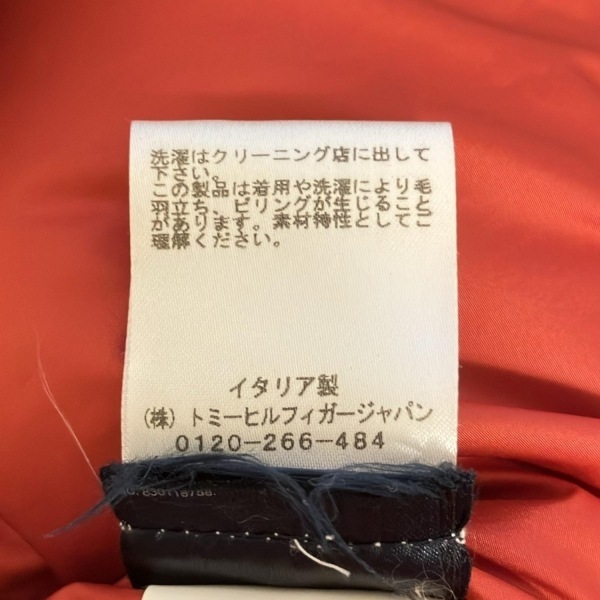 洗濯はクリーニング店に出して
下さい。
この製品は着用や洗濯により毛
羽立ち、ピリングが生じること
があります。素材特性としてご
理解ください。
イタリア製
（株）トミーヒルフィガージャパン
0120-266-484